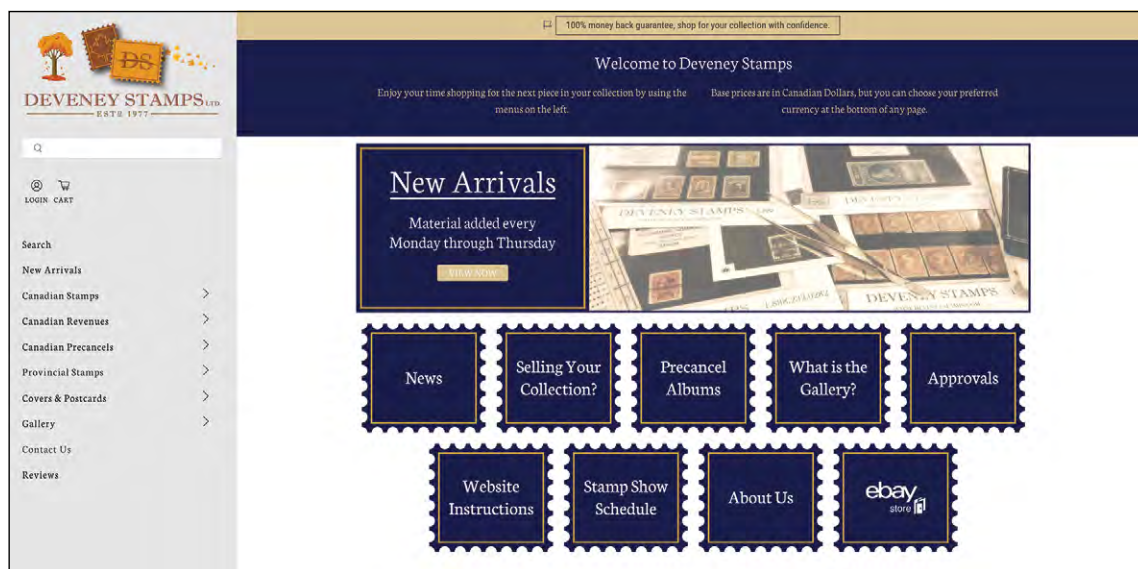 100% money back guarantee, shop for your collection with confidence.
DS
DEVENEY STAMPS LTD.
ESTD 1977
LOGIN CART
Search
New Arrivals
Canadian Stamps
Canadian Revenues
Canadian Precancels
Provincial Stamps
Covers & Postcards
Gallery
Contact Us
Reviews
Welcome to Deveney Stamps
Enjoy your time shopping for the next piece in your collection by using the
menus on the left.
Base prices are in Canadian Dollars, but you can choose your preferred
currency at the bottom of any page.
New Arrivals
Material added every
Monday through Thursday
VIEW NOW
DEVENEY STAMPS
DEVENEY STAMPS
News
Selling Your
Collection?
Precancel
Albums
What is the
Gallery?
Approvals
Website
Instructions
Stamp Show
Schedule
About Us
ebay
store